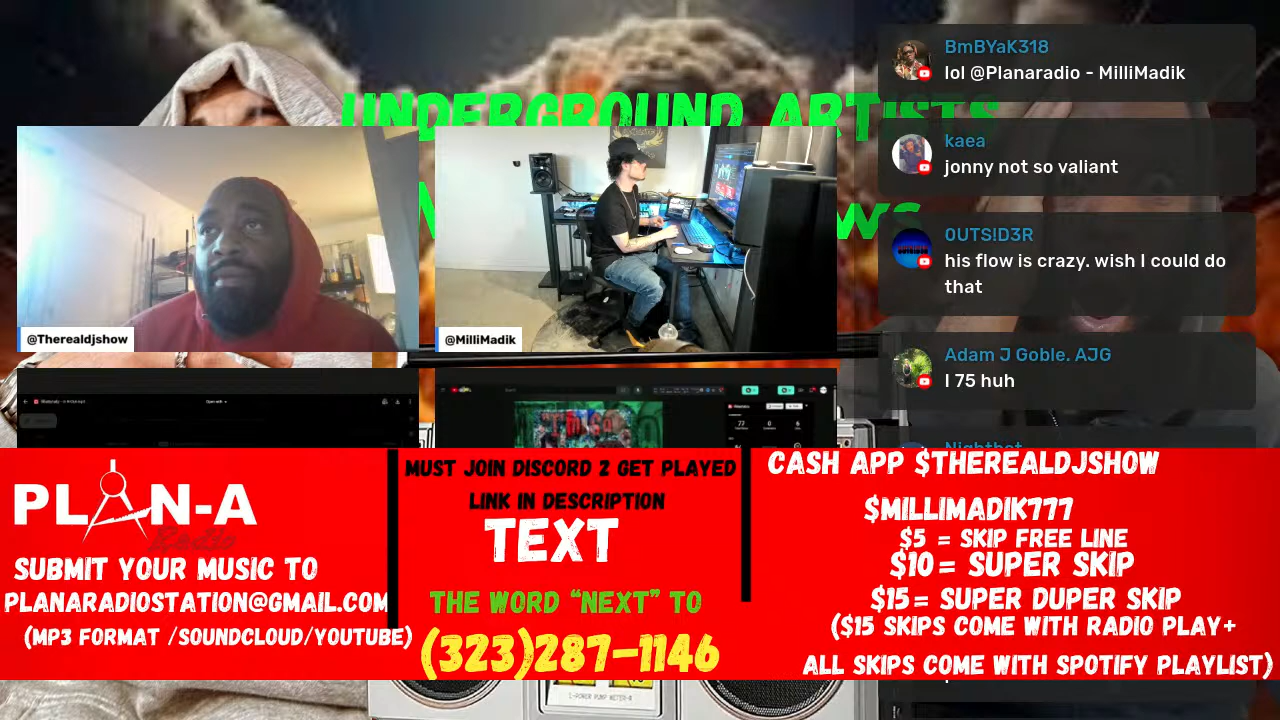 UNDERGROUND ARTISTS
@Therealdjshow
@MilliMadik
BmBYaK318
lol @Planaradio - MilliMadik
kaea
jonny not so valiant
0UTS!D3R
his flow is crazy. wish I could do
that
Adam J Goble. AJG
I 75 huh
Nightbot
PLAN-A
Radio
SUBMIT YOUR MUSIC TO
PLANARADIOSTATION@GMAIL.COM
(MP3 FORMAT /SOUNDCLOUD/YOUTUBE)
MUST JOIN DISCORD 2 GET PLAYED
LINK IN DESCRIPTION
TEXT
THE WORD “NEXT” TO
(323)287-1146
CASH APP $THEREALDJSHOW
$MILLIMADIK777
$5 = SKIP FREE LINE
$10 = SUPER SKIP
$15 = SUPER DUPER SKIP
($15 SKIPS COME WITH RADIO PLAY+
ALL SKIPS COME WITH SPOTIFY PLAYLIST)